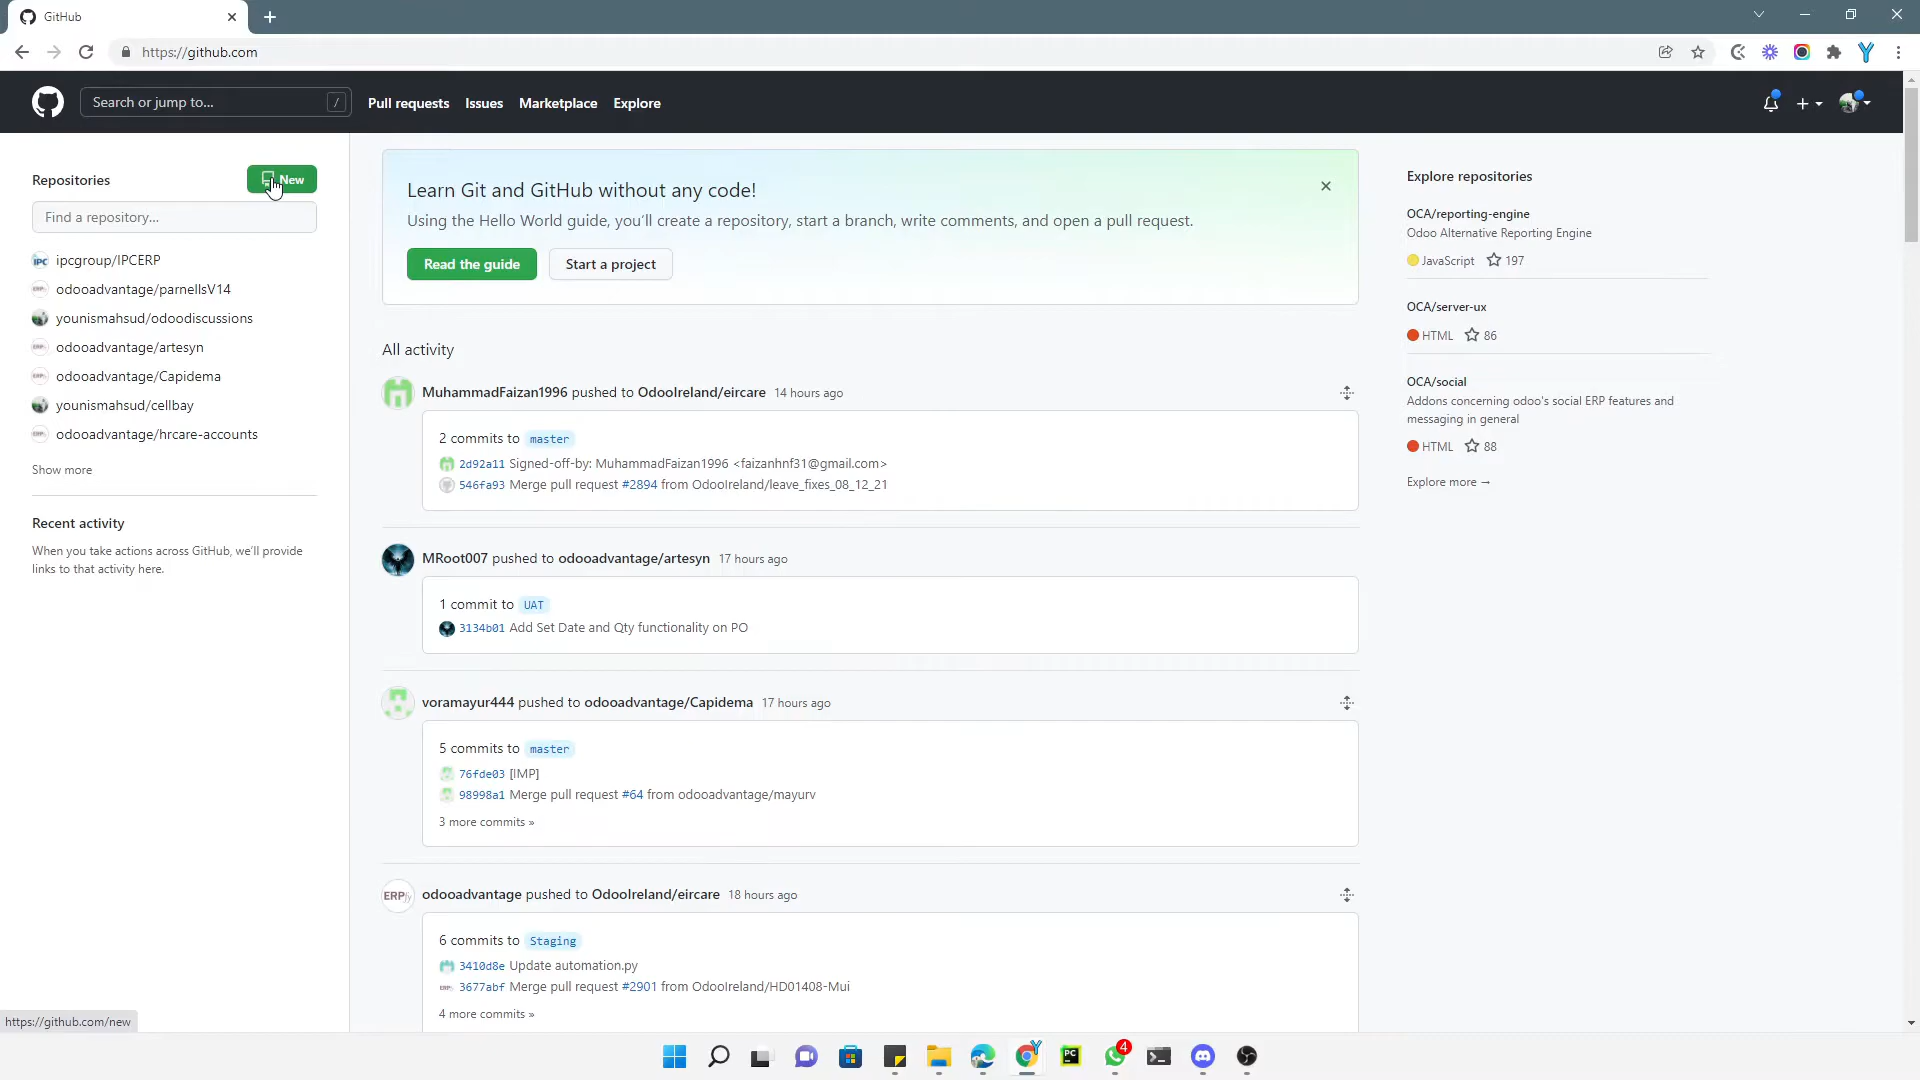 GitHub
https://github.com
Search or jump to... /
Pull requests Issues Marketplace Explore
Repositories
New
Find a repository...
ipcgroup/IPCERP
odooadvantage/parnellsV14
younismahsud/odoodiscussions
odooadvantage/artesyn
odooadvantage/Capidema
younismahsud/cellbay
odooadvantage/hrcare-accounts
Show more
Recent activity
When you take actions across GitHub, we'll provide
links to that activity here.
Learn Git and GitHub without any code!
Using the Hello World guide, you'll create a repository, start a branch, write comments, and open a pull request.
Read the guide Start a project
All activity
MuhammadFaizan1996 pushed to OdooIreland/eircare 14 hours ago
2 commits to master
2d92a11 Signed-off-by: MuhammadFaizan1996 <faizanhnf31@gmail.com>
546fa93 Merge pull request #2894 from OdooIreland/leave_fixes_08_12_21
MRoot007 pushed to odooadvantage/artesyn 17 hours ago
1 commit to UAT
3134b01 Add Set Date and Qty functionality on PO
voramayur444 pushed to odooadvantage/Capidema 17 hours ago
5 commits to master
76fde03 [IMP]
98998a1 Merge pull request #64 from odooadvantage/mayurv
3 more commits »
ERP
odooadvantage pushed to OdooIreland/eircare 18 hours ago
6 commits to Staging
3410d8e Update automation.py
3677abf Merge pull request #2901 from OdooIreland/HD01408-Mui
4 more commits »
Explore repositories
OCA/reporting-engine
Odoo Alternative Reporting Engine
JavaScript 197
OCA/server-ux
HTML 86
OCA/social
Addons concerning odoo's social ERP features and
messaging in general
HTML 88
Explore more →
https://github.com/new
PC
4